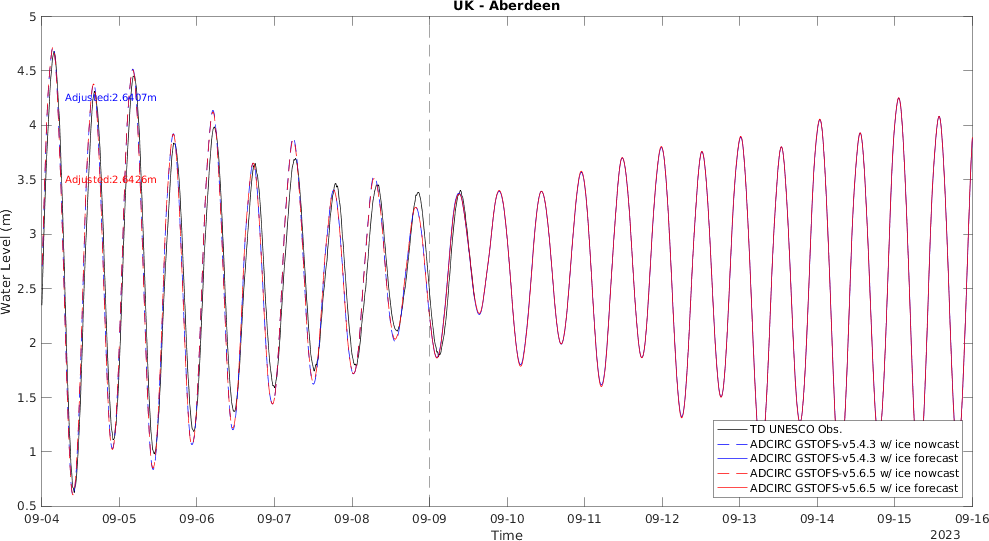 UK - Aberdeen
5
4.5
4
3.5
3
2.5
2
1.5
1
0.5
Water Level (m)
Adjusted:2.6407m
Adjusted:2.6426m
TD UNESCO Obs.
ADCIRC GSTOFS-v5.4.3 w/ ice nowcast
ADCIRC GSTOFS-v5.4.3 w/ ice forecast
ADCIRC GSTOFS-v5.6.5 w/ ice nowcast
ADCIRC GSTOFS-v5.6.5 w/ ice forecast
09-04 09-05 09-06 09-07 09-08 09-09 09-10 09-11 09-12 09-13 09-14 09-15 09-16
Time
2023